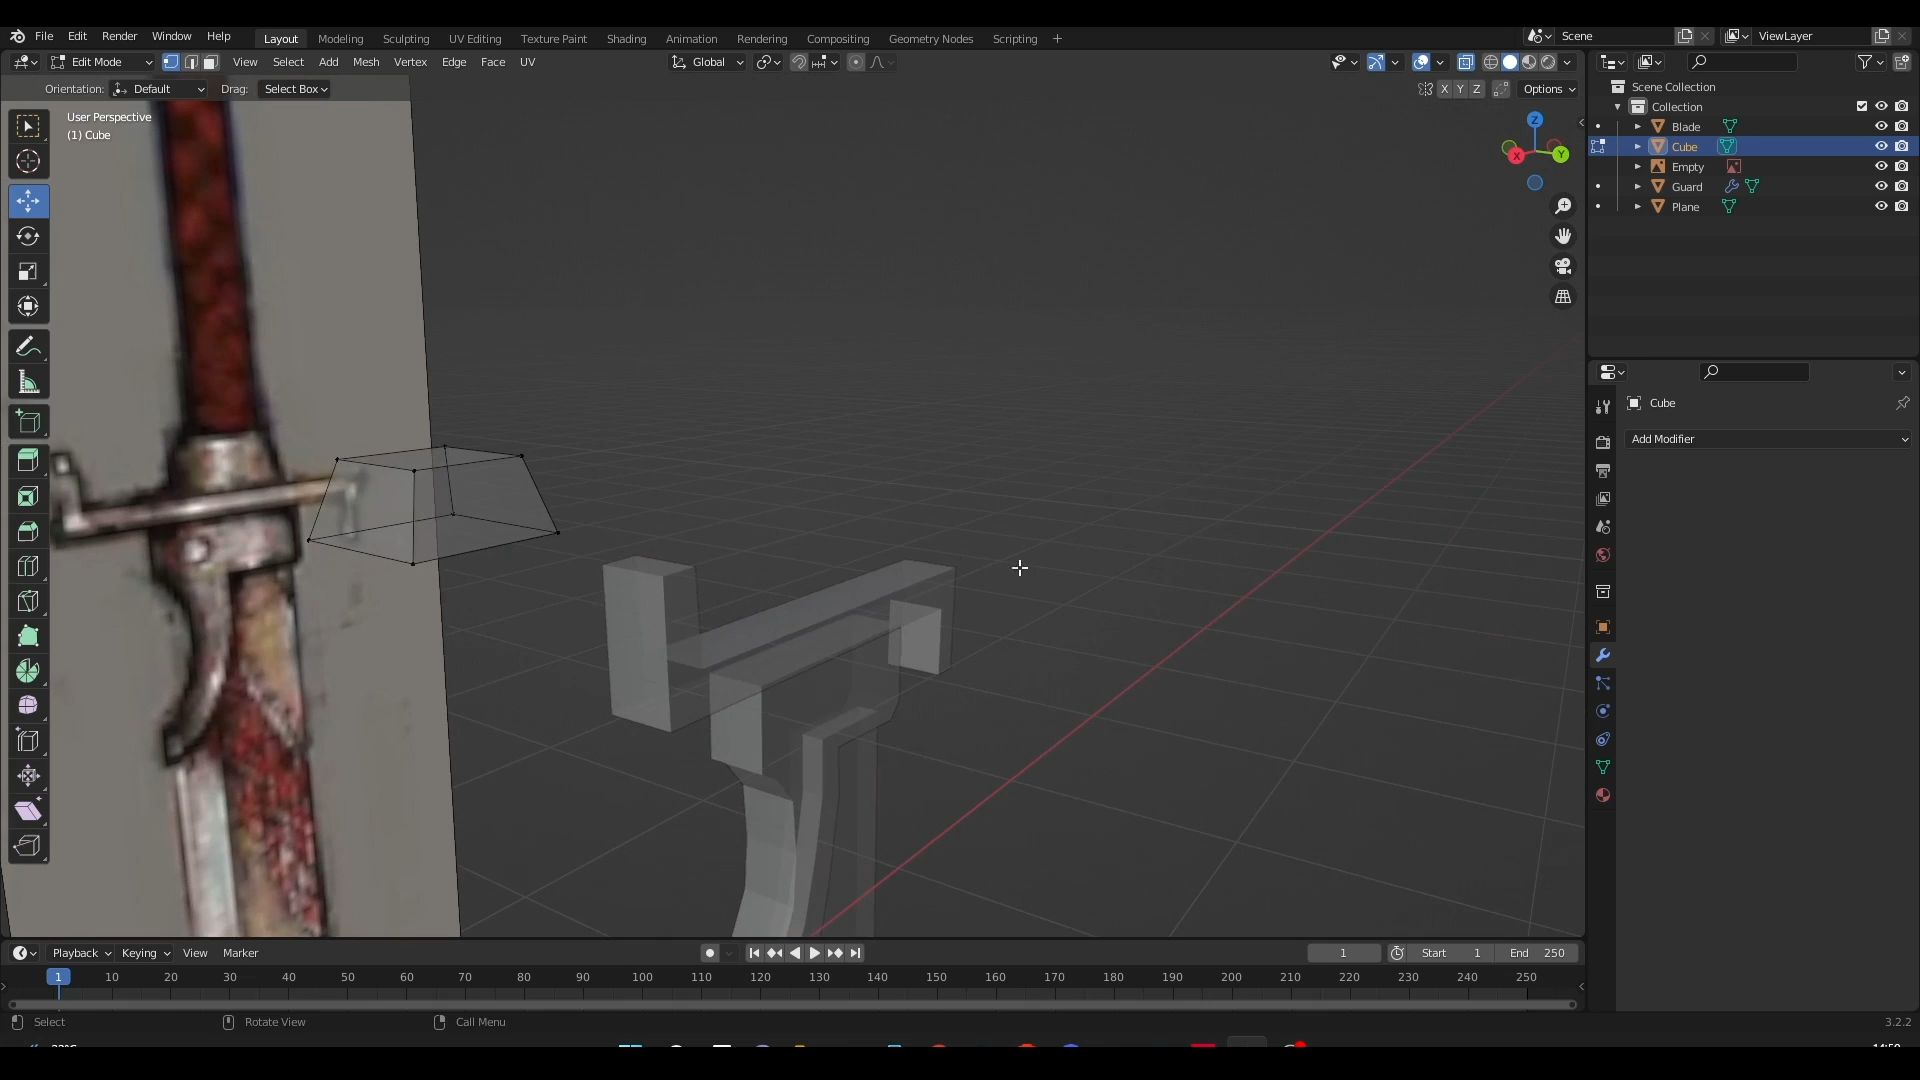 File Edit Render Window Help Layout Modeling Sculpting UV Editing Texture Paint Shading Animation Rendering Compositing Geometry Nodes Scripting + Scene ViewLayer
Edit Mode View Select Add Mesh Vertex Edge Face UV Global
Orientation: Default Drag: Select Box X Y Z Options
User Perspective
(1) Cube
Z
X
Y
Scene Collection
Collection
Blade
Cube
Empty
Guard
Plane
Cube
Add Modifier
Playback Keying View Marker 1 Start 1 End 250
1 10 20 30 40 50 60 70 80 90 100 110 120 130 140 150 160 170 180 190 200 210 220 230 240 250
Select Rotate View Call Menu 3.2.2